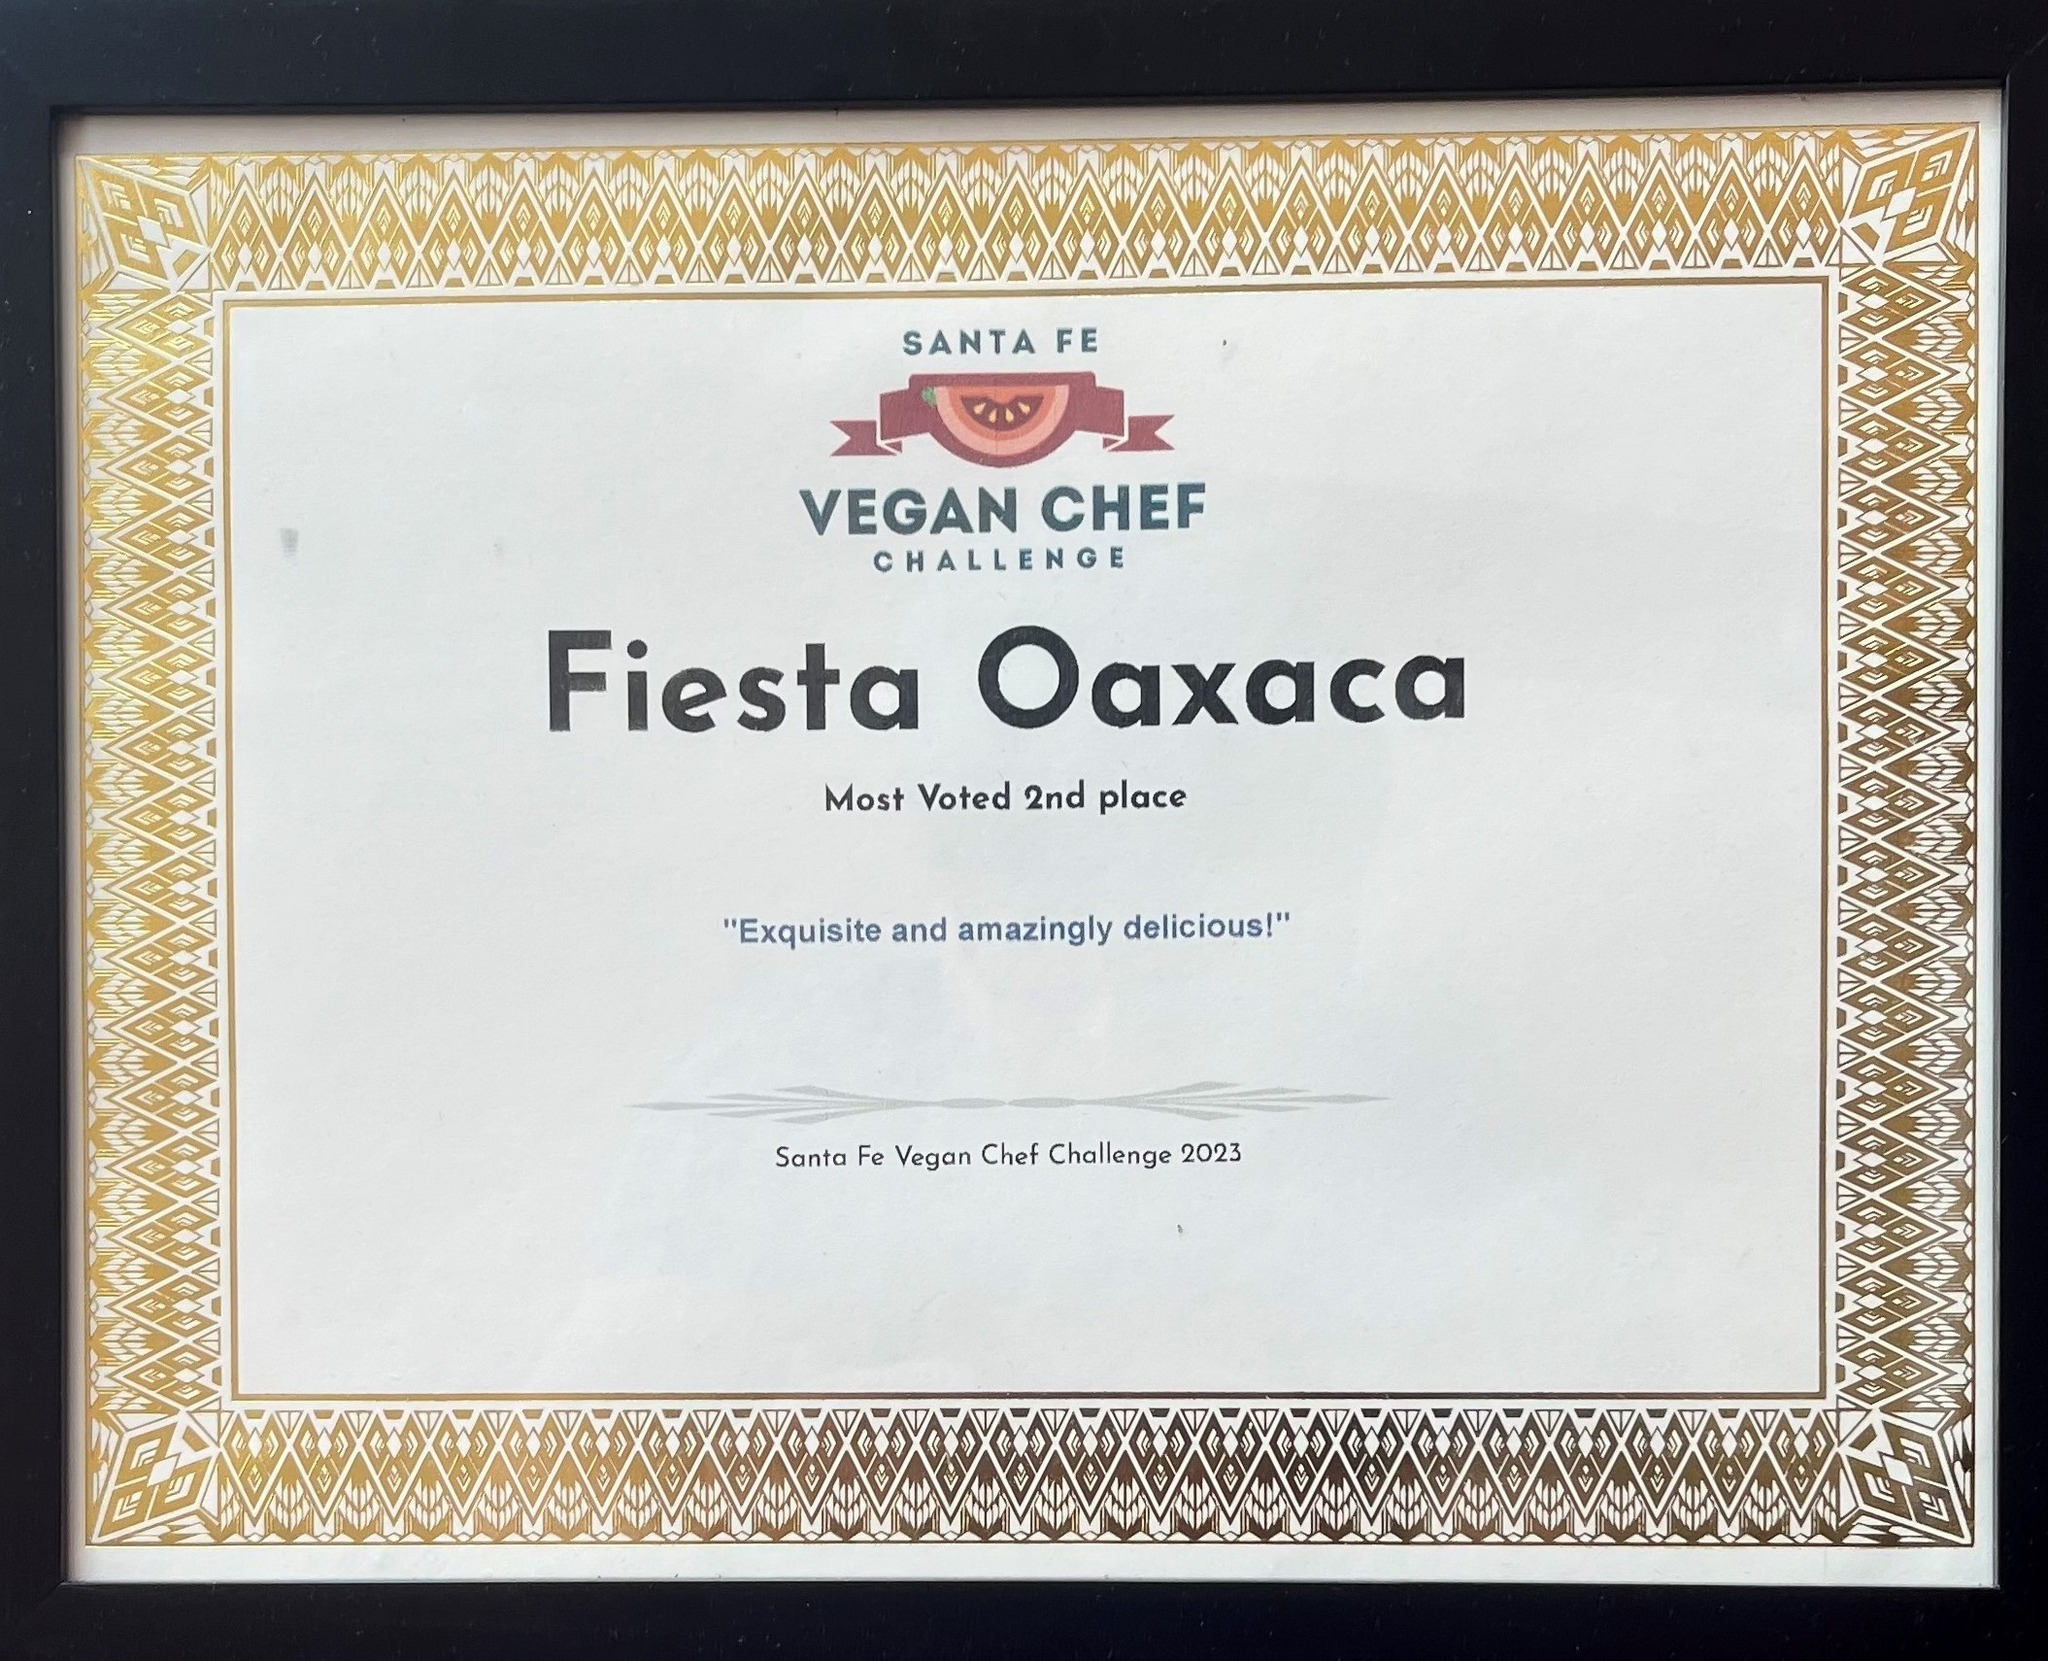 SANTA FE
VEGAN CHEF
CHALLENGE
Fiesta Oaxaca
Most Voted 2nd place
"Exquisite and amazingly delicious!"
Santa Fe Vegan Chef Challenge 2023